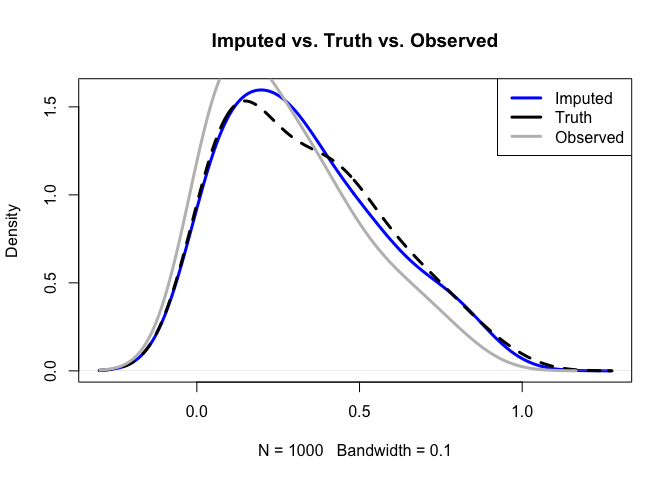 Imputed vs. Truth vs. Observed
Density
1.5
1.0
0.5
0.0
Imputed
Truth
Observed
0.0 0.5 1.0
N = 1000 Bandwidth = 0.1